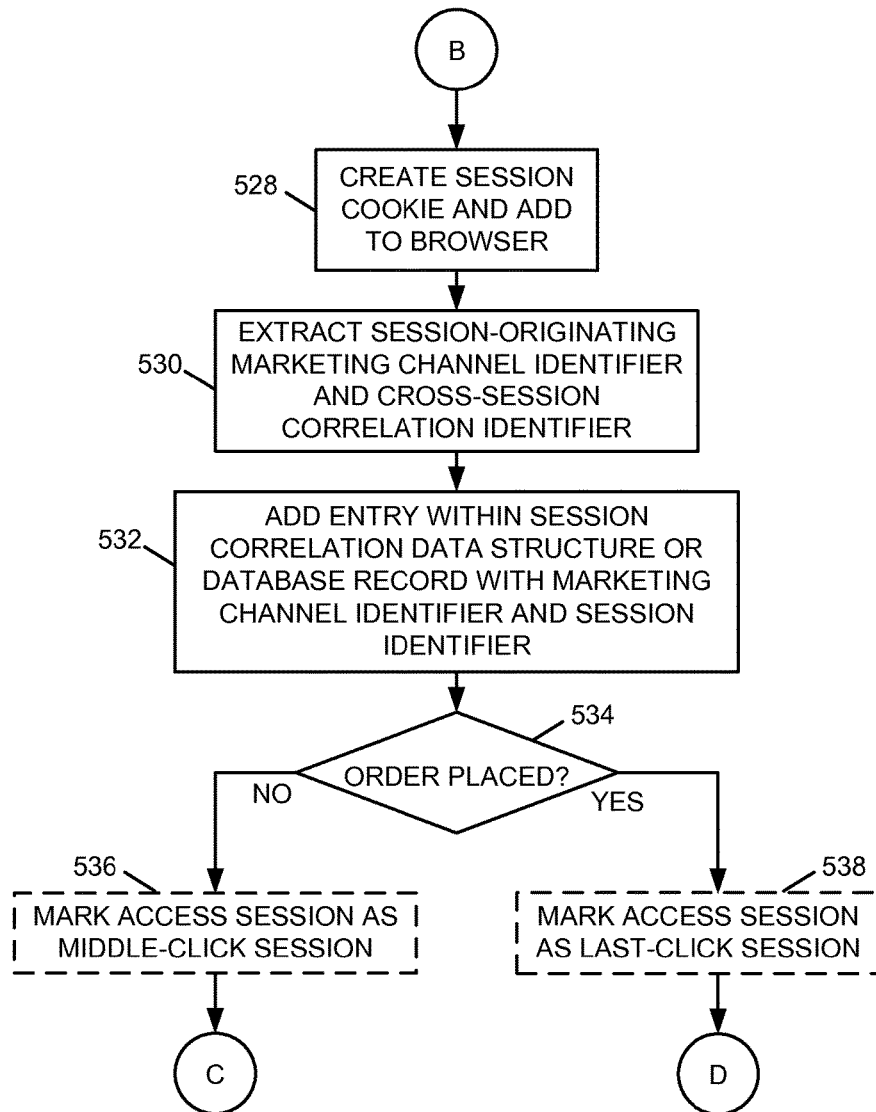 B
528
CREATE SESSION
COOKIE AND ADD
TO BROWSER
530
EXTRACT SESSION-ORIGINATING
MARKETING CHANNEL IDENTIFIER
AND CROSS-SESSION
CORRELATION IDENTIFIER
532
ADD ENTRY WITHIN SESSION
CORRELATION DATA STRUCTURE OR
DATABASE RECORD WITH MARKETING
CHANNEL IDENTIFIER AND SESSION
IDENTIFIER
534
ORDER PLACED?
NO
YES
536
MARK ACCESS SESSION AS
MIDDLE-CLICK SESSION
538
MARK ACCESS SESSION
AS LAST-CLICK SESSION
C
D